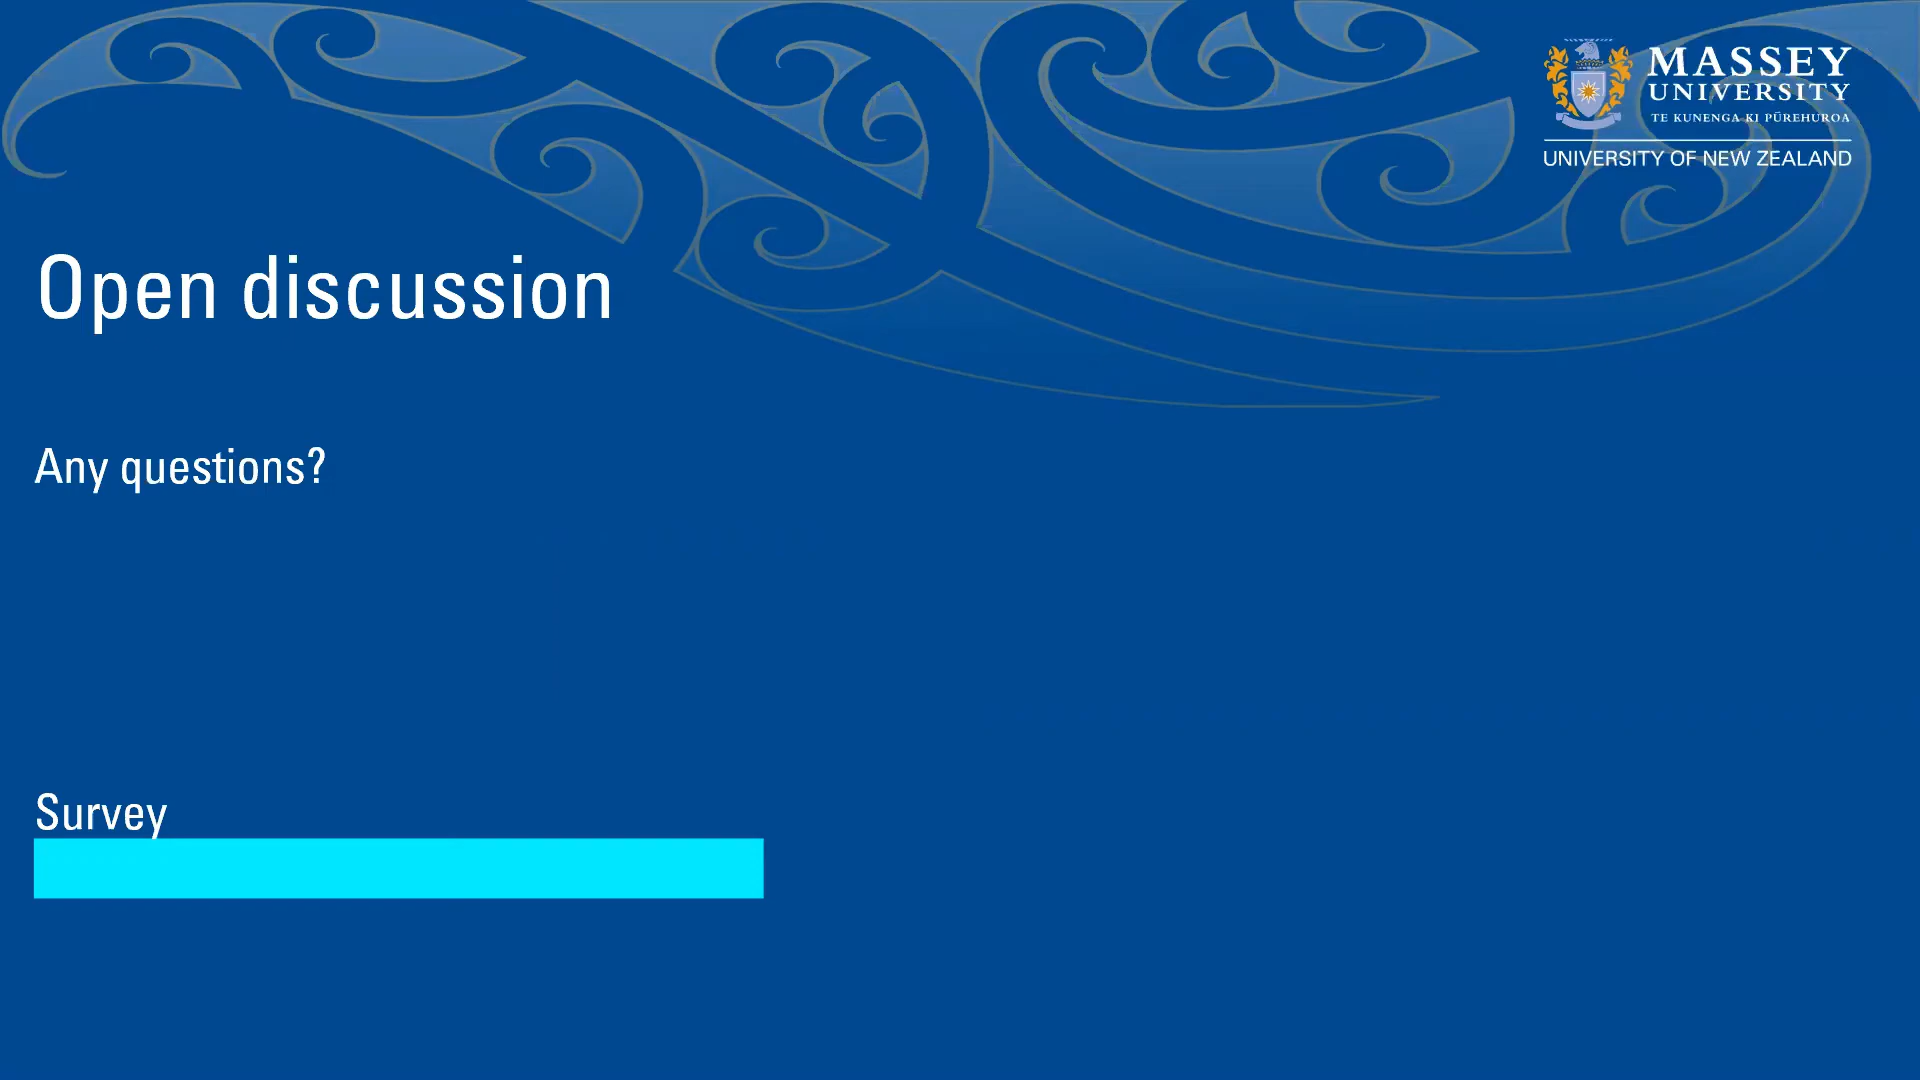 MASSEY
UNIVERSITY
TE KUNENGA KI PŪREHUROA
UNIVERSITY OF NEW ZEALAND
Open discussion
Any questions?
Survey